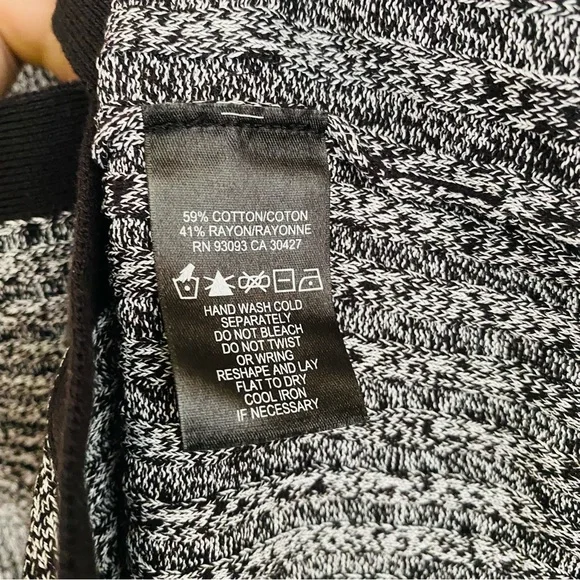 59% COTTON/COTON
41% RAYON/RAYONNE
RN 93093 CA 30427
HAND WASH COLD
SEPARATELY
DO NOT BLEACH
DO NOT TWIST
OR WRING
RESHAPE AND LAY
FLAT TO DRY
COOL IRON
IF NECESSARY